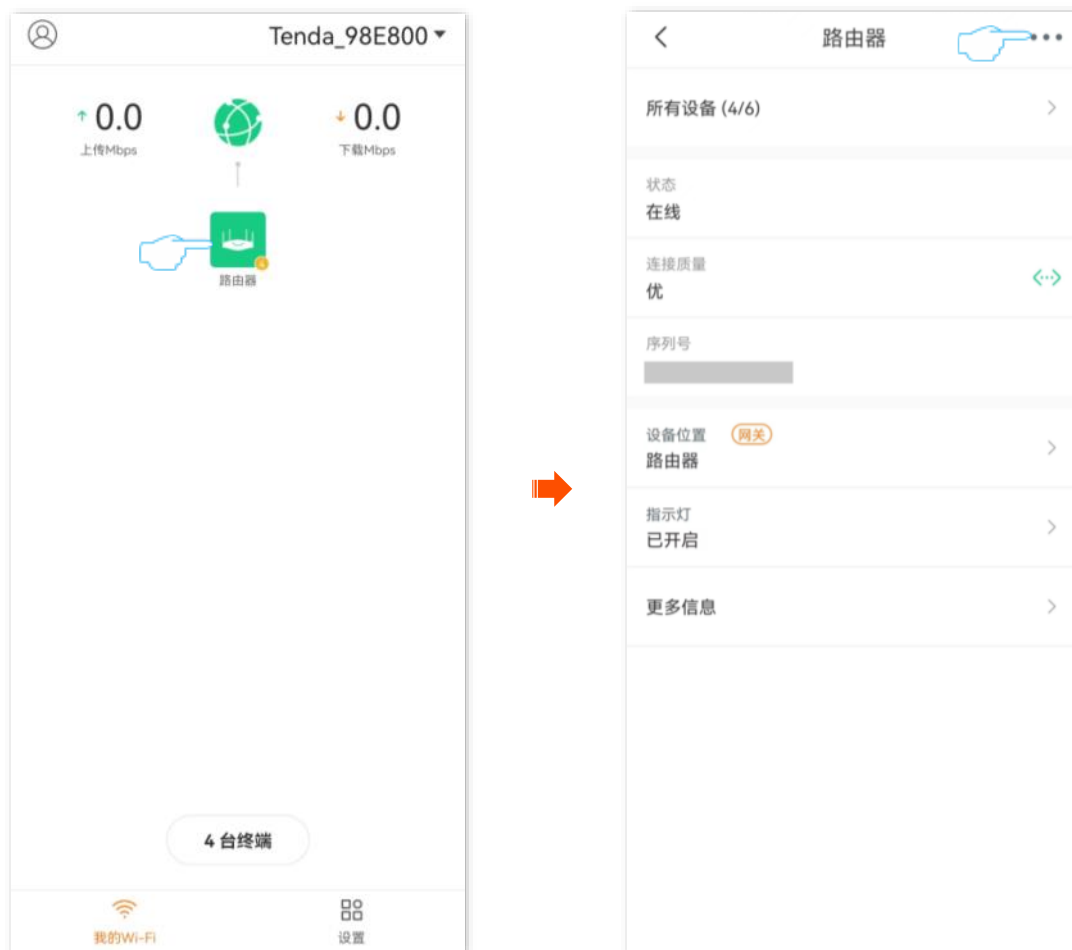 Tenda_98E800
0.0
上传Mbps
0.0
下载Mbps
4
路由器
4 台终端
我的Wi-Fi
设置
路由器
所有设备 (4/6)
状态
在线
连接质量
优
序列号
设备位置 网关
路由器
指示灯
已开启
更多信息